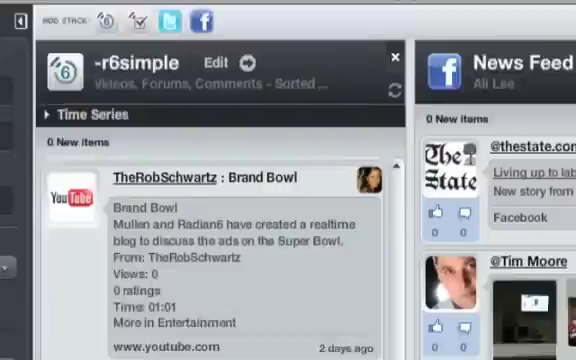 ADD STACK
-r6simple Edit
Videos, Forums, Comments - Sorted ...
Time Series
0 New items
TheRobSchwartz : Brand Bowl
YouTube
Brand Bowl
Mullen and Radian6 have created a realtime
blog to discuss the ads on the Super Bowl.
From: TheRobSchwartz
Views: 0
0 ratings
Time: 01:01
More in Entertainment
www.youtube.com 2 days ago
News Feed
Ali Lee
0 New items
The State
@thestate.com
Living up to lab
New story from
Facebook
0 0
@Tim Moore
0 0